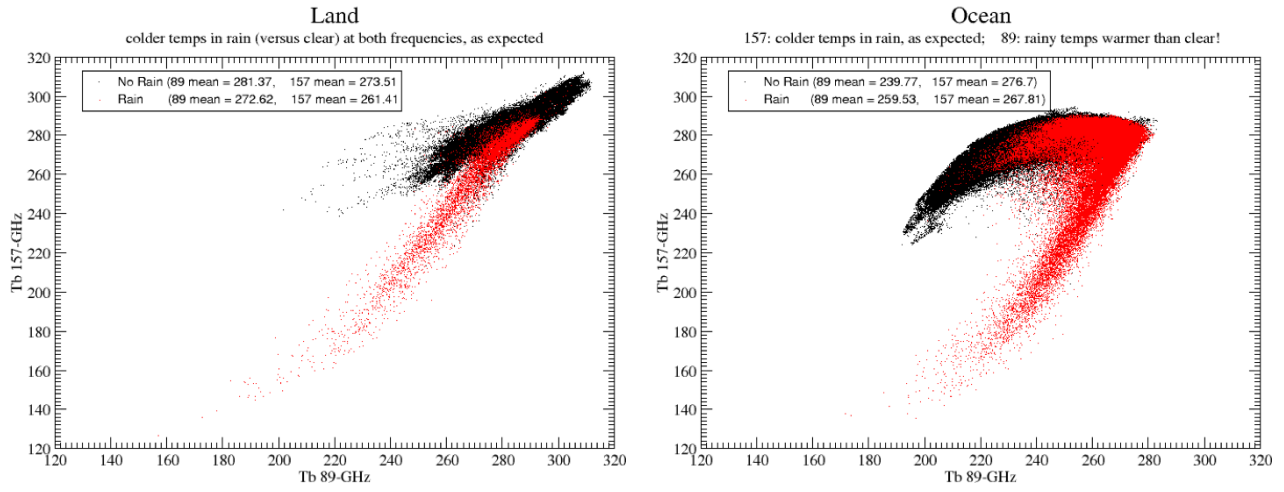 Land
colder temps in rain (versus clear) at both frequencies, as expected
320
300
280
260
240
220
200
180
160
140
120
Tb 157-GHz
No Rain (89 mean = 281.37, 157 mean = 273.51
Rain (89 mean = 272.62, 157 mean = 261.41
120 140 160 180 200 220 240 260 280 300 320
Tb 89-GHz
Ocean
157: colder temps in rain, as expected; 89: rainy temps warmer than clear!
320
300
280
260
240
220
200
180
160
140
120
Tb 157-GHz
No Rain (89 mean = 239.77, 157 mean = 276.7)
Rain (89 mean = 259.53, 157 mean = 267.81)
120 140 160 180 200 220 240 260 280 300 320
Tb 89-GHz